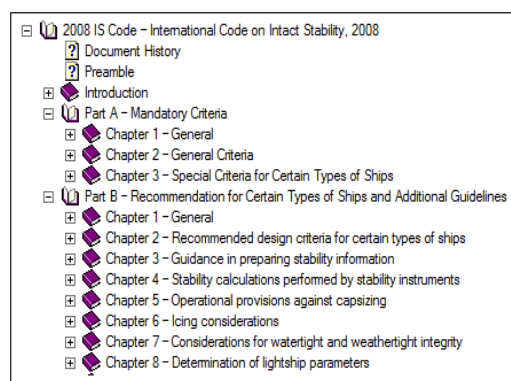 2008 IS Code - International Code on Intact Stability, 2008
Document History
Preamble
Introduction
Part A - Mandatory Criteria
Chapter 1 - General
Chapter 2 - General Criteria
Chapter 3 - Special Criteria for Certain Types of Ships
Part B - Recommendation for Certain Types of Ships and Additional Guidelines
Chapter 1 - General
Chapter 2 - Recommended design criteria for certain types of ships
Chapter 3 - Guidance in preparing stability information
Chapter 4 - Stability calculations performed by stability instruments
Chapter 5 - Operational provisions against capsizing
Chapter 6 - Icing considerations
Chapter 7 - Considerations for watertight and weathertight integrity
Chapter 8 - Determination of lightship parameters